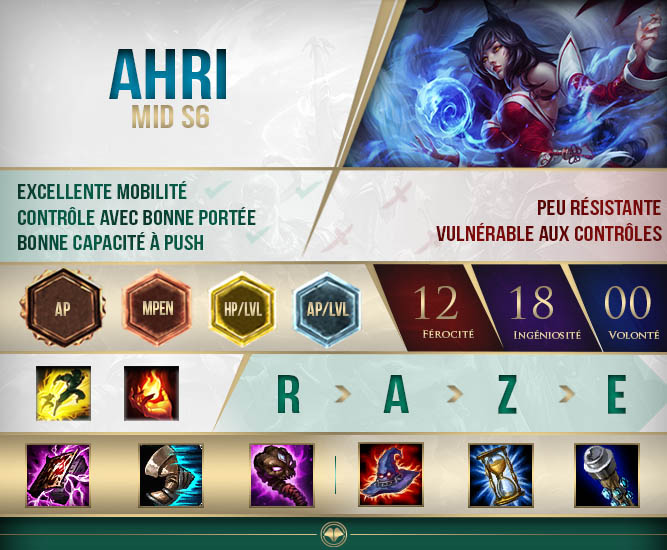 AHRI
MID S6
EXCELLENTE MOBILITÉ
CONTRÔLE AVEC BONNE PORTÉE
BONNE CAPACITÉ À PUSH
PEU RÉSISTANTE
VULNÉRABLE AUX CONTRÔLES
AP
MPEN
HP/LVL
AP/LVL
12
FÉROCITÉ
18
INGÉNIOSITÉ
00
VOLONTÉ
R > A > Z > E